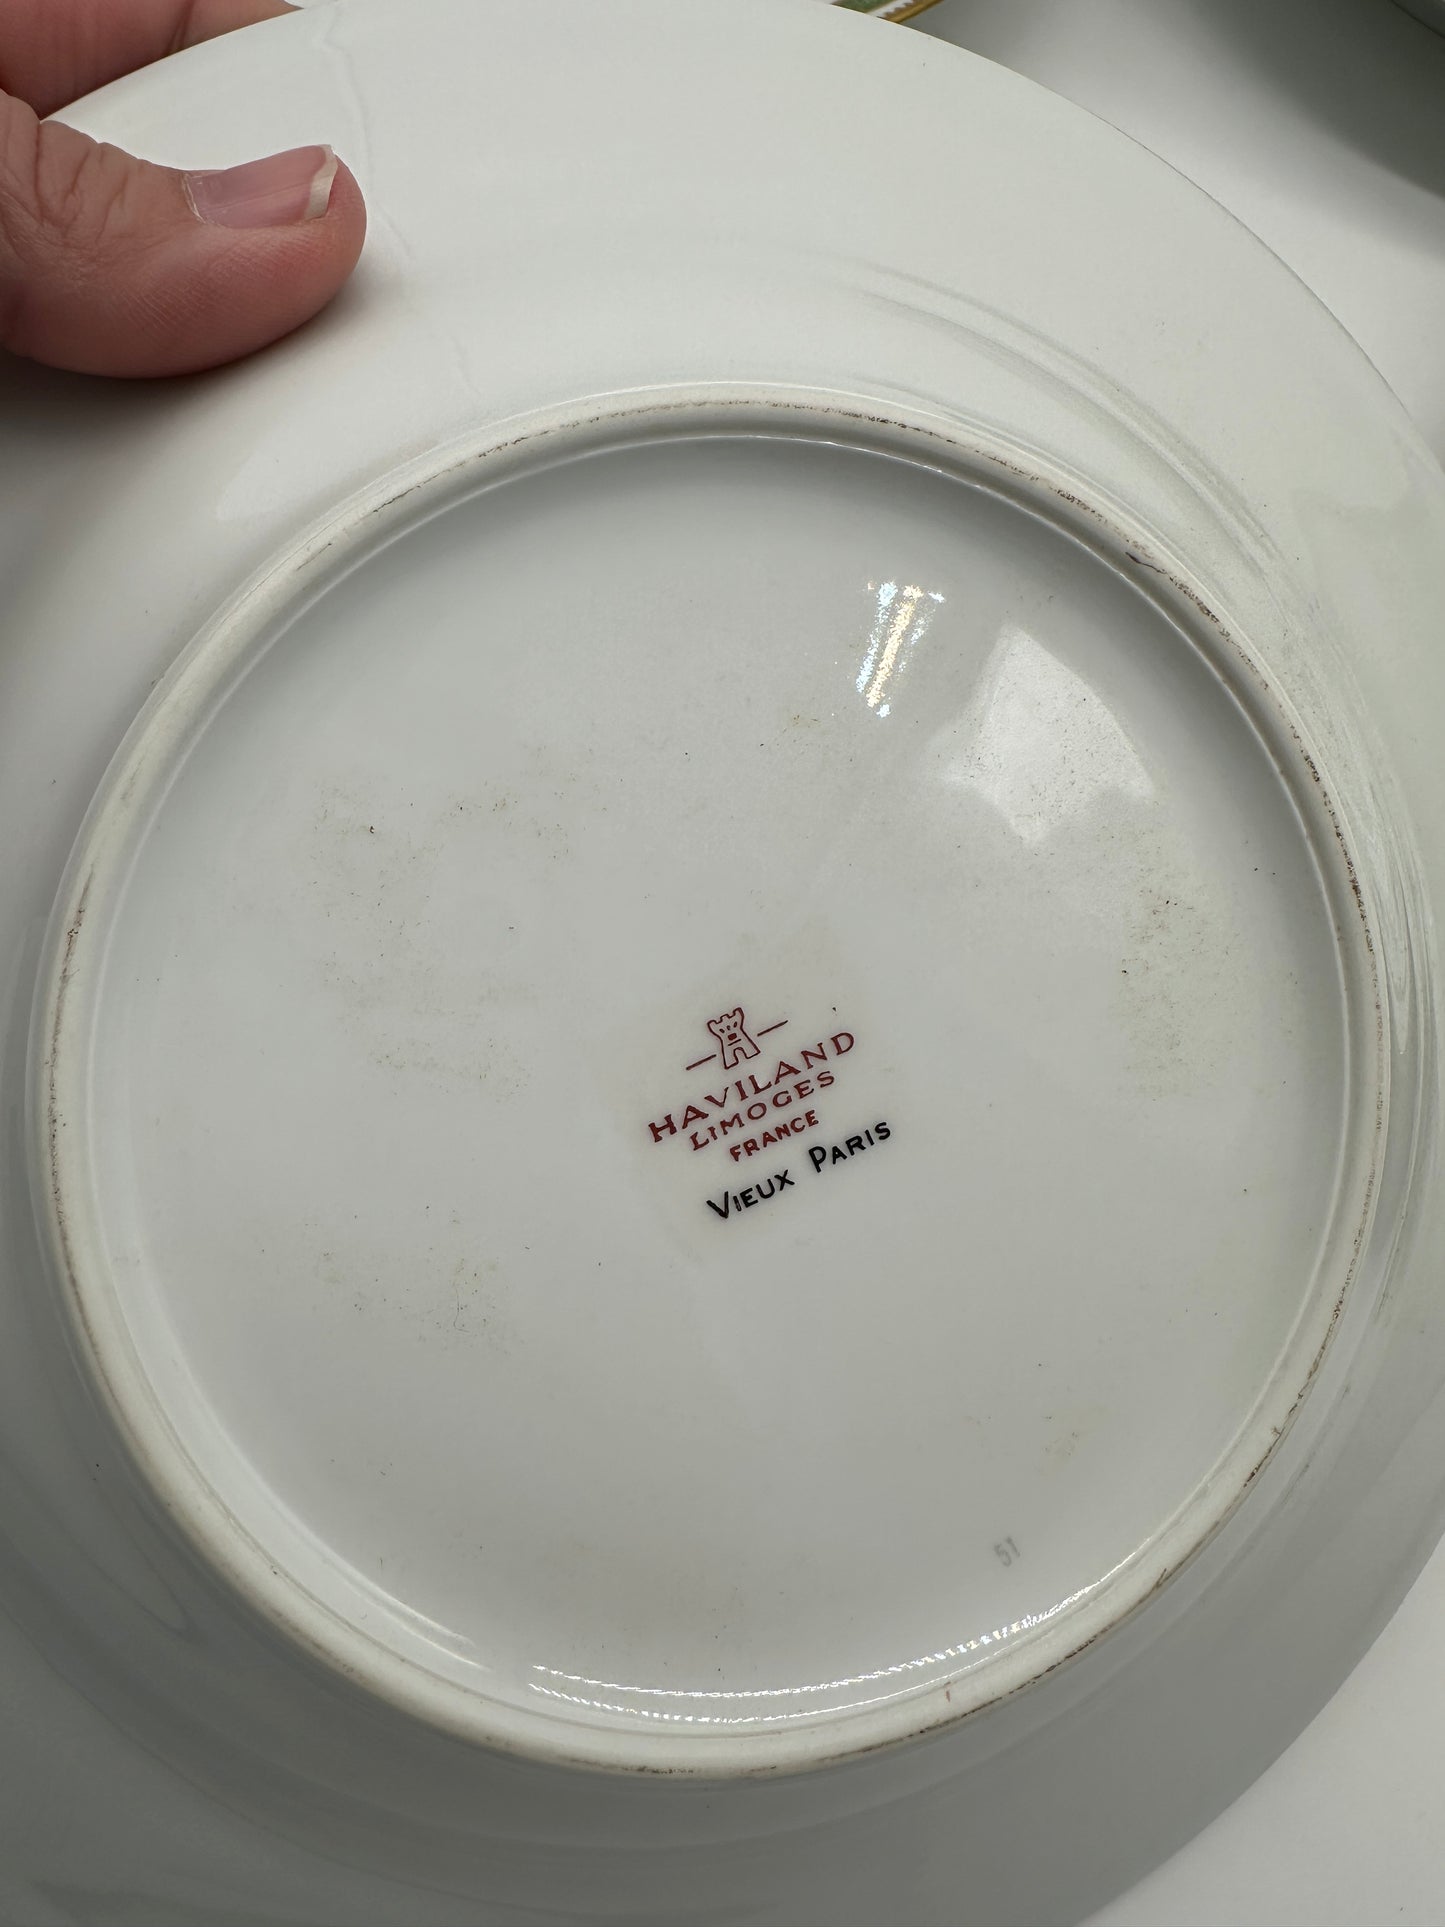 HAVILAND
LIMOGES
FRANCE
VIEUX PARIS
51